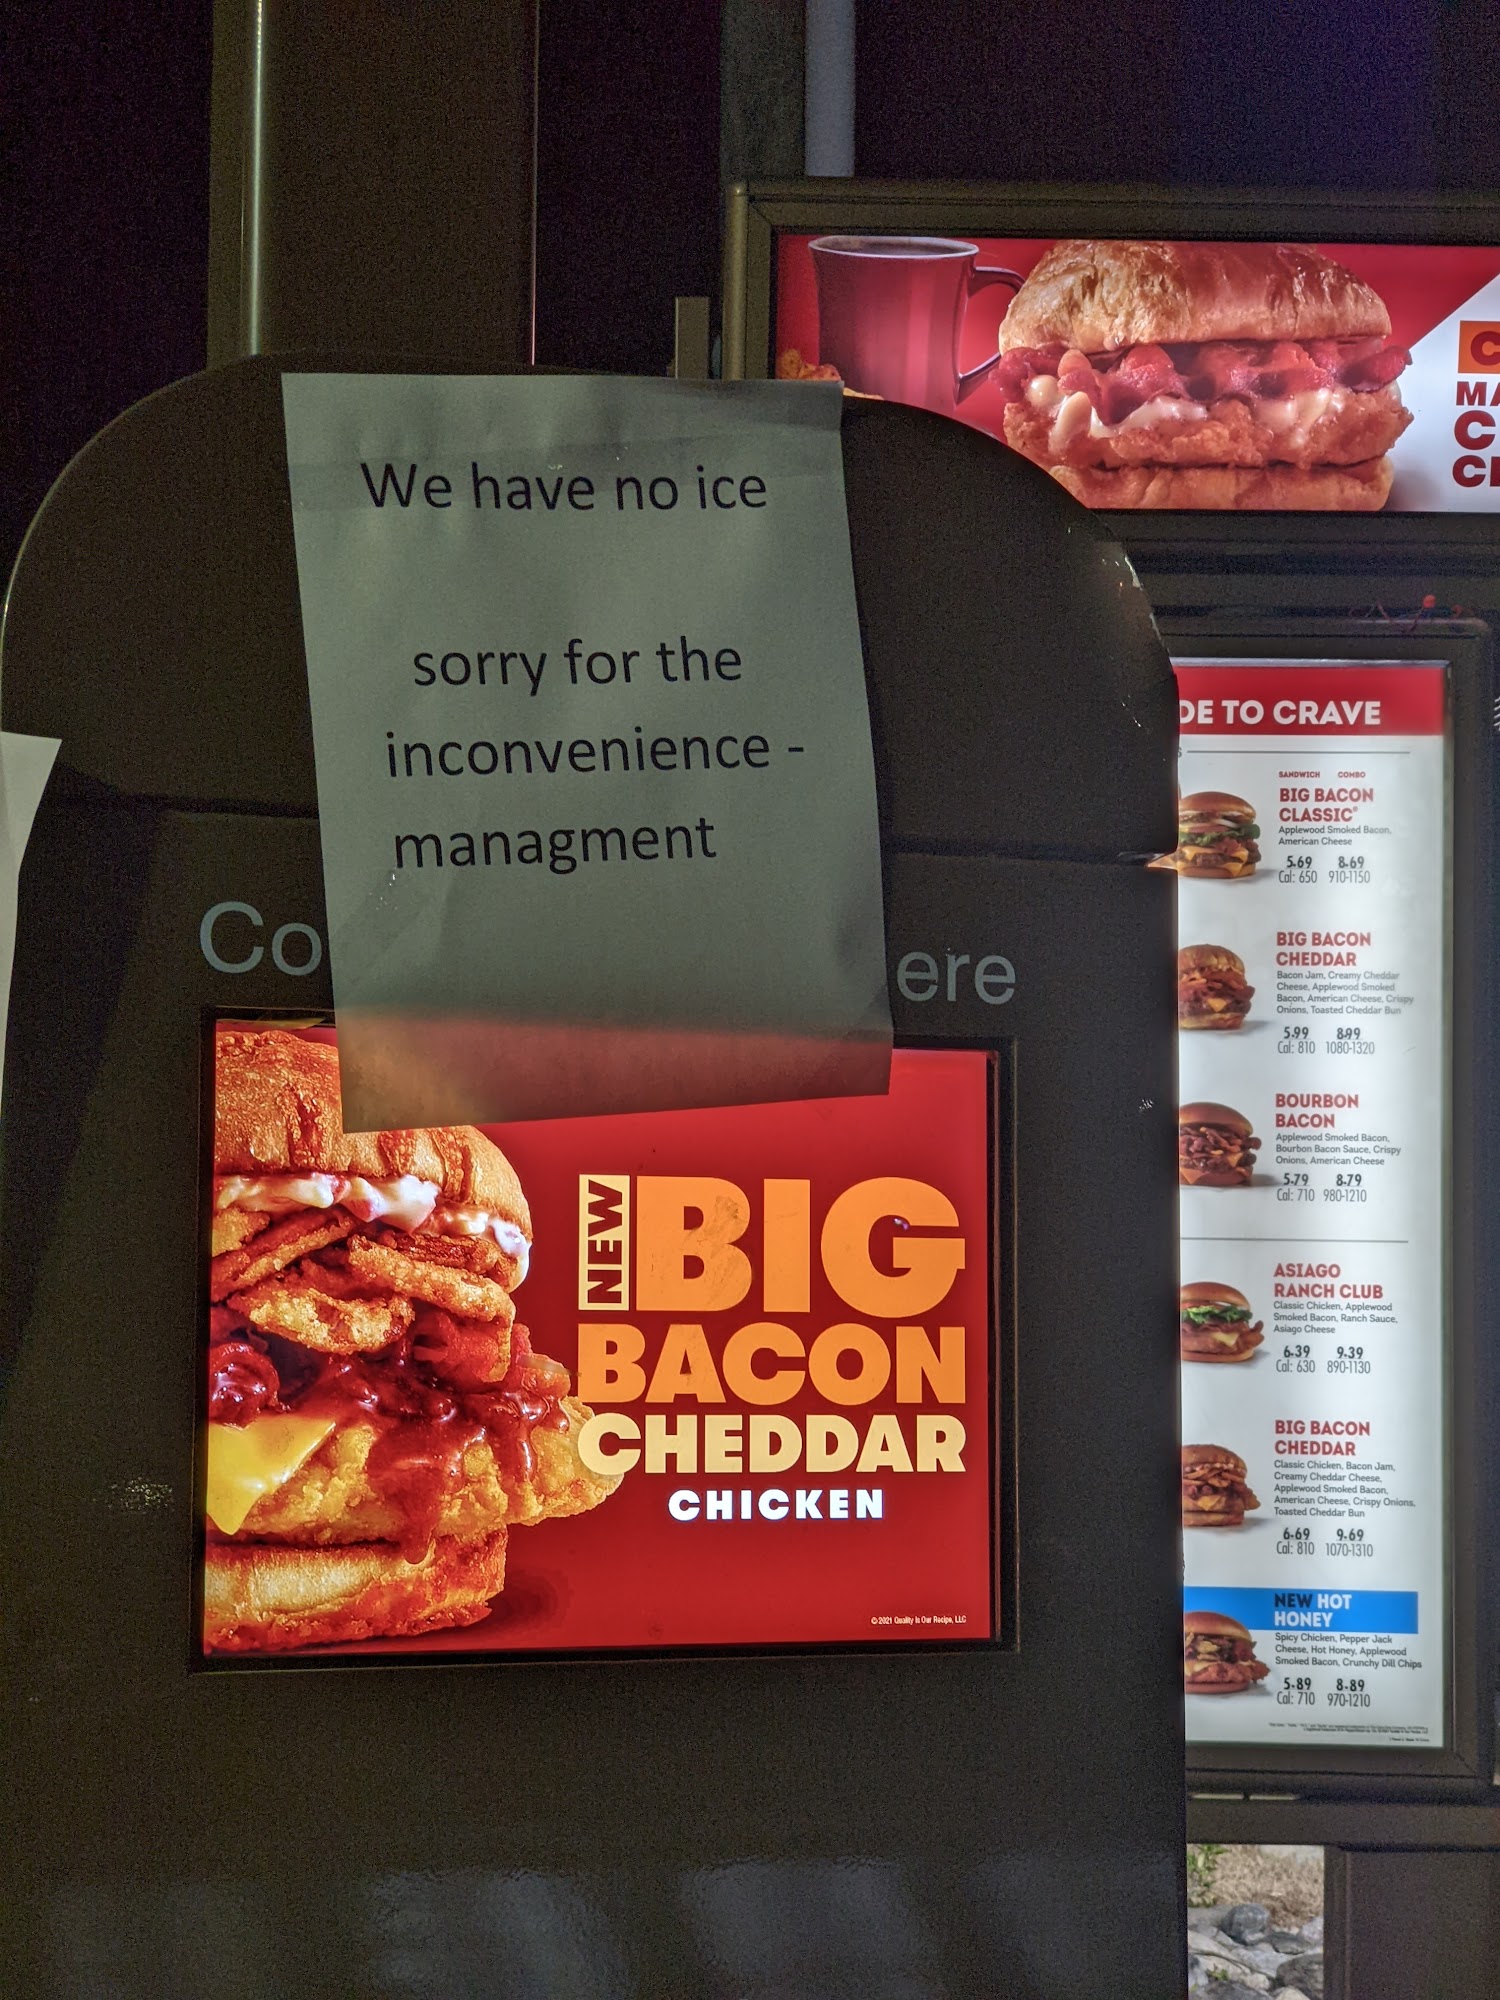 We have no ice
sorry for the
inconvenience -
managment
Co
ere
NEW
BIG
BACON
CHEDDAR
CHICKEN
© 2021 Quality Is Our Recipe, LLC
C
MA
C
DE TO CRAVE
SANDWICH COMBO
BIG BACON
CLASSIC®
Applewood Smoked Bacon,
American Cheese
5.69 8.69
Cal: 650 910-1150
BIG BACON
CHEDDAR
Bacon Jam, Creamy Cheddar
Cheese, Applewood Smoked
Bacon, American Cheese, Crispy
Onions, Toasted Cheddar Bun
5.99 8.99
Cal: 810 1080-1320
BOURBON
BACON
Applewood Smoked Bacon,
Bourbon Bacon Sauce, Crispy
Onions, American Cheese
5.79 8.79
Cal: 710 980-1210
ASIAGO
RANCH CLUB
Classic Chicken, Applewood
Smoked Bacon, Ranch Sauce,
Asiago Cheese
6.39 9.39
Cal: 630 890-1130
BIG BACON
CHEDDAR
Classic Chicken, Bacon Jam,
Creamy Cheddar Cheese,
Applewood Smoked Bacon,
American Cheese, Crispy Onions,
Toasted Cheddar Bun
6.69 9.69
Cal: 810 1070-1310
NEW HOT
HONEY
Spicy Chicken, Pepper Jack
Cheese, Hot Honey, Applewood
Smoked Bacon, Crunchy Dill Chips
5.89 8.89
Cal: 710 970-1210